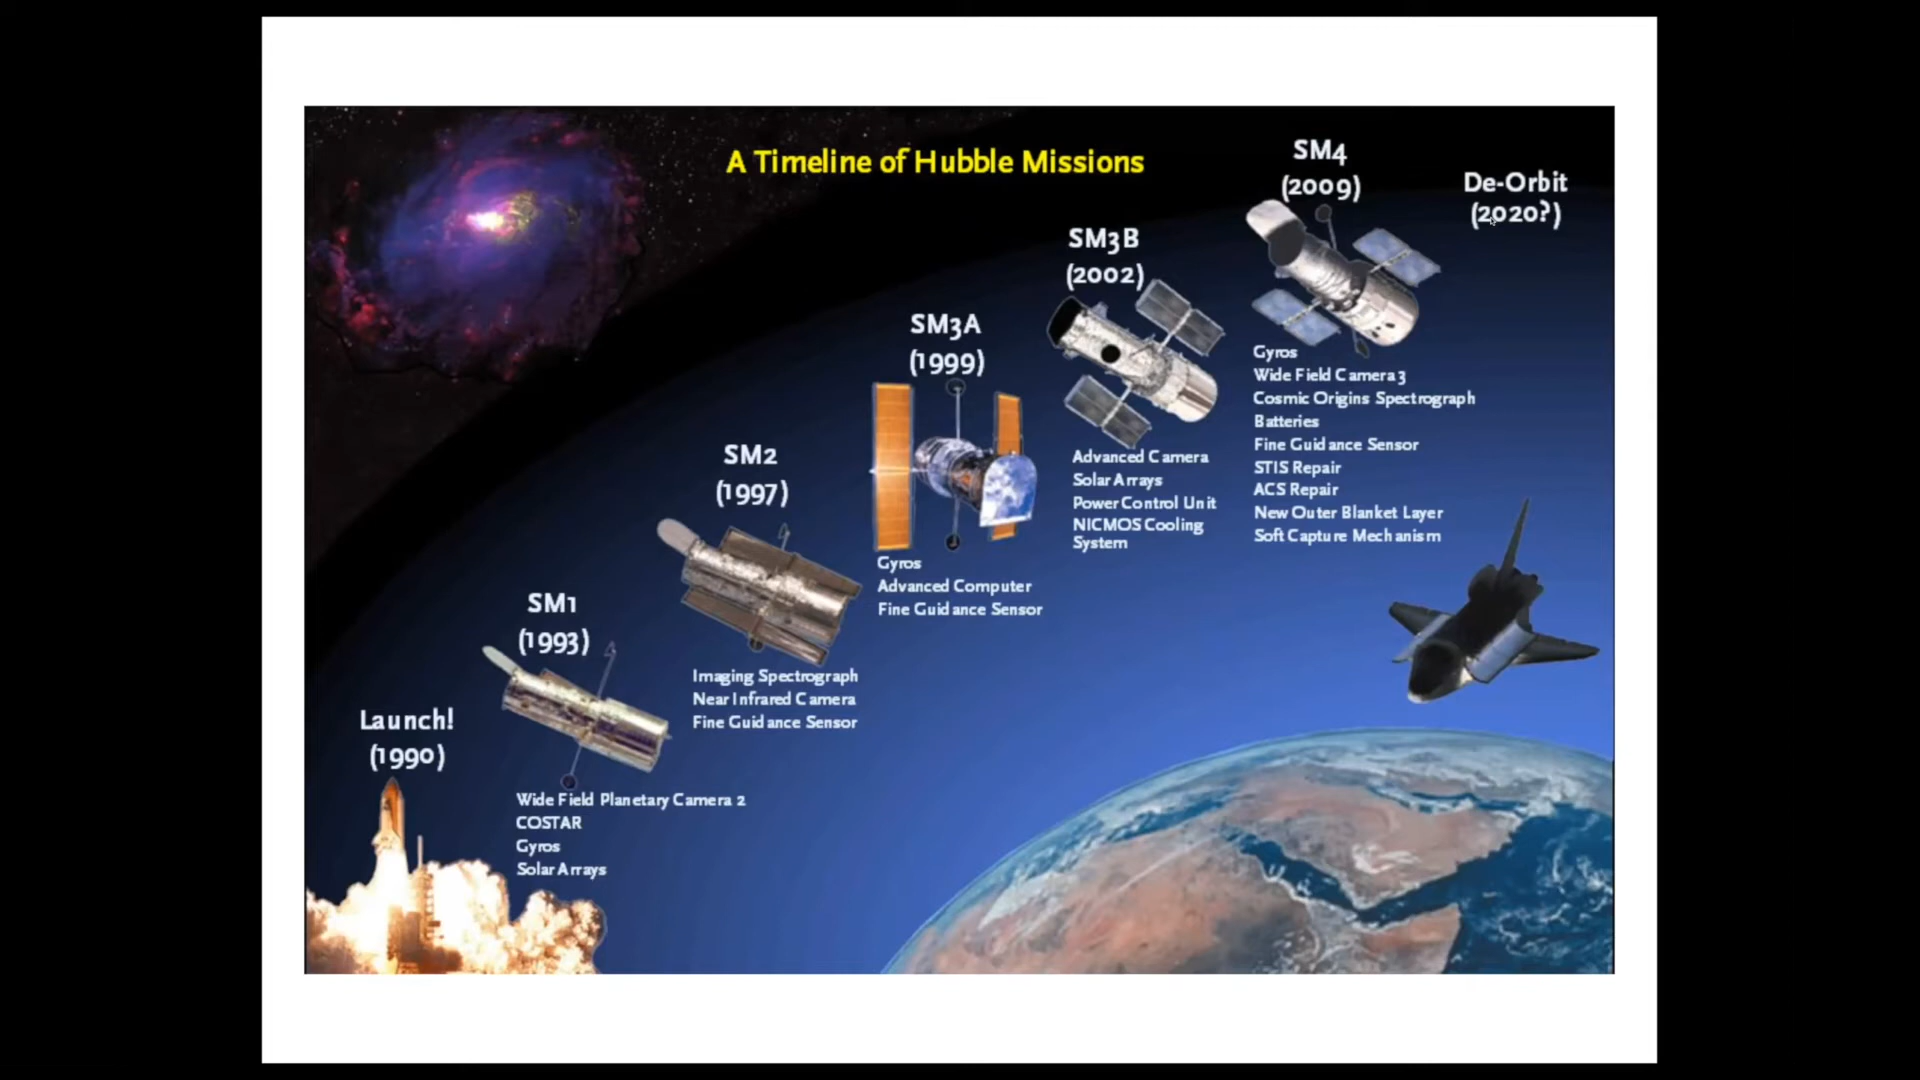 A Timeline of Hubble Missions
Launch!
(1990)
SM1
(1993)
Wide Field Planetary Camera 2
COSTAR
Gyros
Solar Arrays
SM2
(1997)
Imaging Spectrograph
Near Infrared Camera
Fine Guidance Sensor
SM3A
(1999)
Gyros
Advanced Computer
Fine Guidance Sensor
SM3B
(2002)
Advanced Camera
Solar Arrays
Power Control Unit
NICMOS Cooling
System
SM4
(2009)
Gyros
Wide Field Camera 3
Cosmic Origins Spectrograph
Batteries
Fine Guidance Sensor
STIS Repair
ACS Repair
New Outer Blanket Layer
Soft Capture Mechanism
De-Orbit
(2020?)